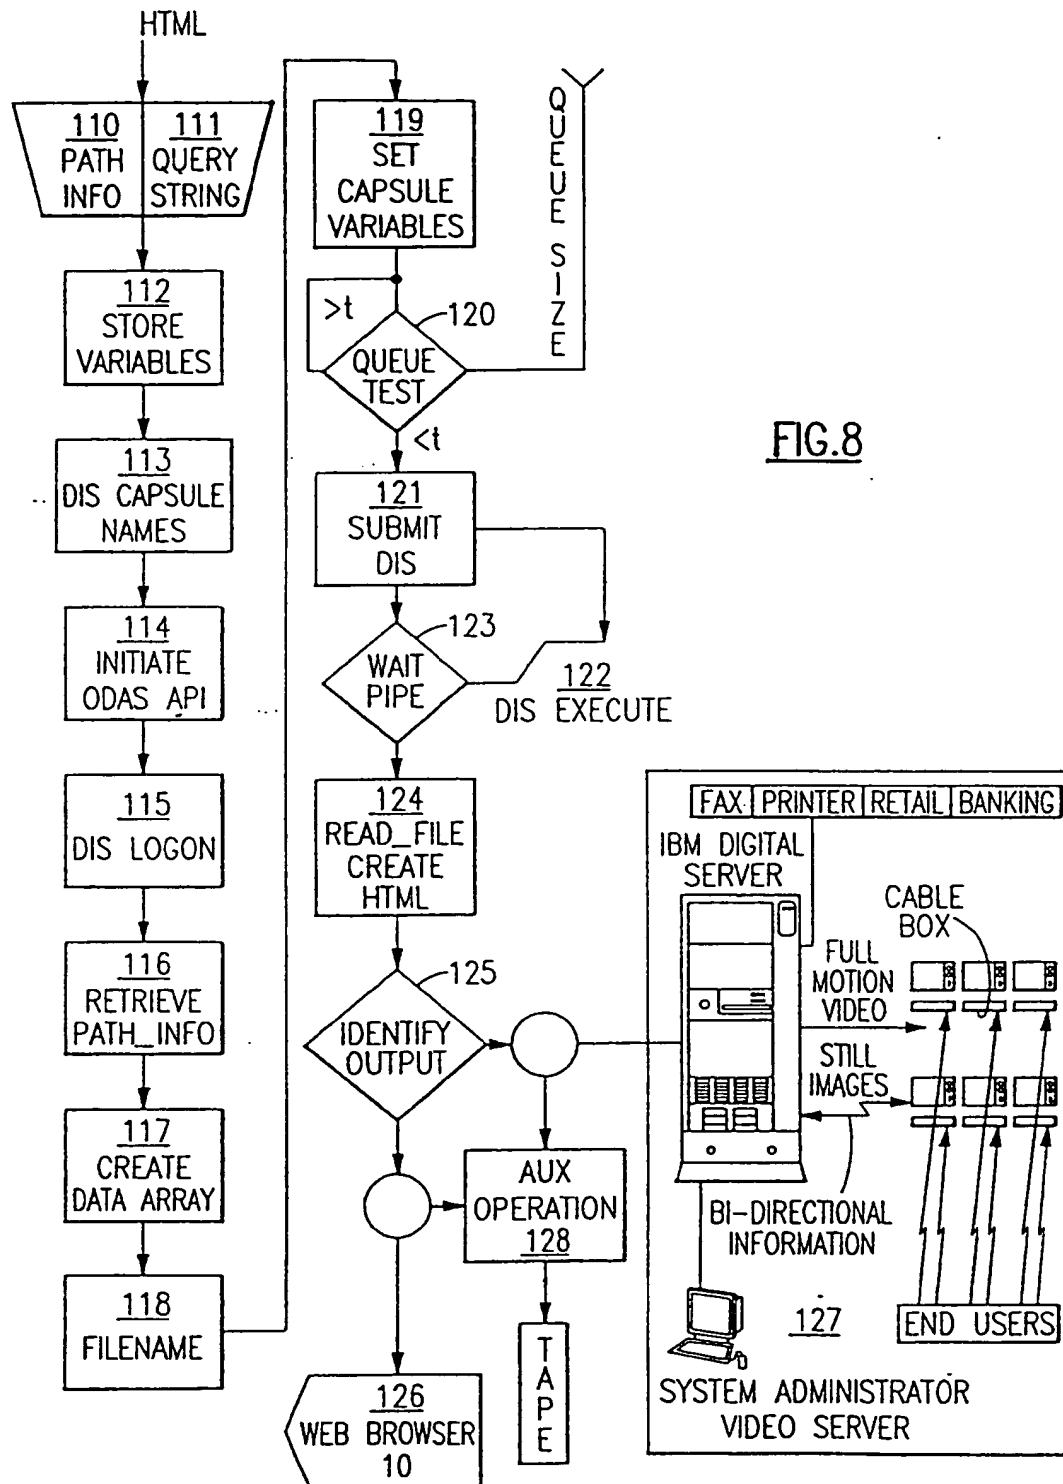 HTML
110
PATH
INFO
111
QUERY
STRING
112
STORE
VARIABLES
113
DIS CAPSULE
NAMES
114
INITIATE
ODAS API
115
DIS LOGON
116
RETRIEVE
PATH_INFO
117
CREATE
DATA ARRAY
118
FILENAME
119
SET
CAPSULE
VARIABLES
>t
120
QUEUE
TEST
QUEUE SIZE
<t
121
SUBMIT
DIS
123
WAIT
PIPE
122
DIS EXECUTE
124
READ_FILE
CREATE
HTML
125
IDENTIFY
OUTPUT
AUX
OPERATION
128
TAPE
126
WEB BROWSER
10
FIG.8
FAX PRINTER RETAIL BANKING
IBM DIGITAL
SERVER
CABLE
BOX
FULL
MOTION
VIDEO
STILL
IMAGES
BI-DIRECTIONAL
INFORMATION
127
END USERS
SYSTEM ADMINISTRATOR
VIDEO SERVER